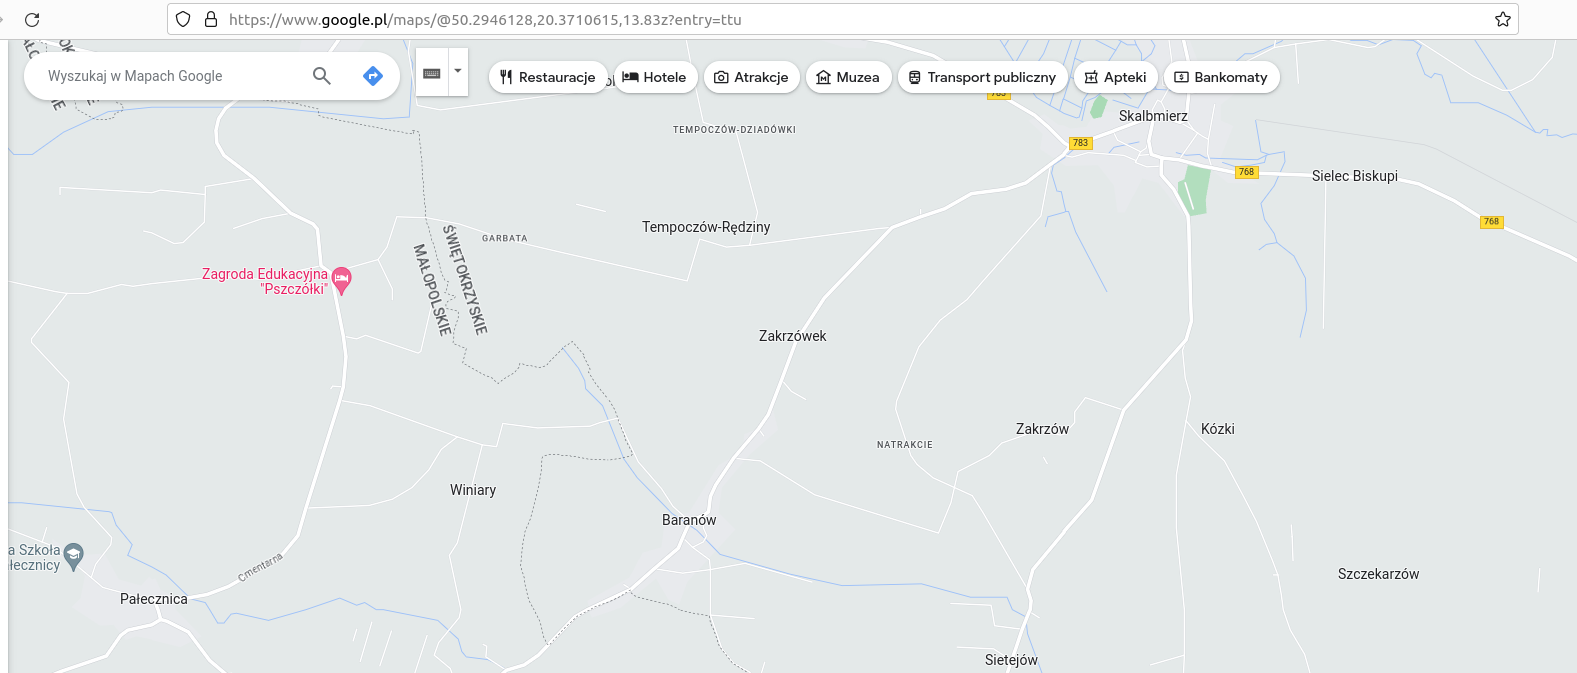 https://www.google.pl/maps/@50.2946128,20.3710615,13.83z?entry=ttu
Wyszukaj w Mapach Google
Restauracje
Hotele
Atrakcje
Muzea
Transport publiczny
Apteki
Bankomaty
Skalbmierz
TEMPOCZÓW-DZIADÓWKI
783
768
Sielec Biskupi
768
Tempoczów-Rędziny
GARBATA
ŚWIĘTOKRZYSKIE
MAŁOPOLSKIE
Zagroda Edukacyjna
"Pszczółki"
Zakrzówek
Zakrzów
Kózki
NATRAKCIE
Winiary
Baranów
a Szkoła
łecznicy
Cmentarna
Szczekarzów
Pałecznica
Sietejów